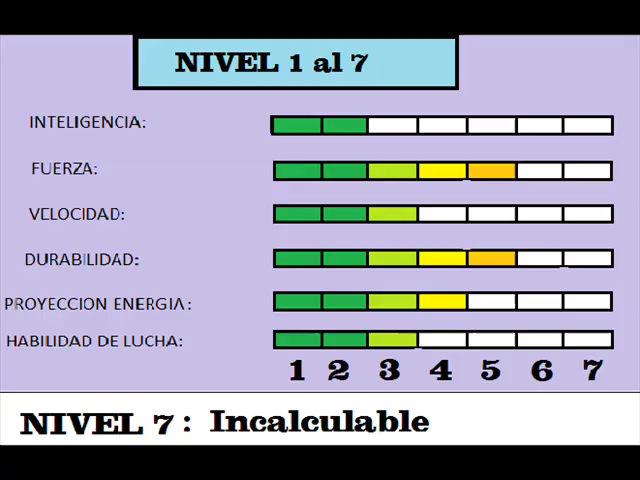 NIVEL 1 al 7
INTELIGENCIA:
FUERZA:
VELOCIDAD:
DURABILIDAD:
PROYECCION ENERGIA:
HABILIDAD DE LUCHA:
1 2 3 4 5 6 7
NIVEL 7: Incalculable